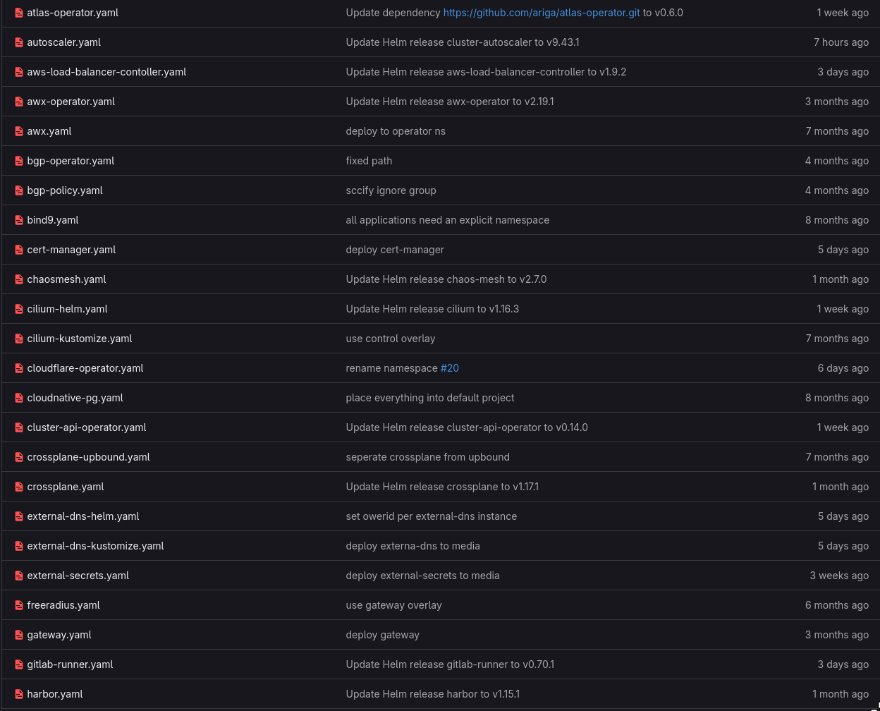 atlas-operator.yaml Update dependency https://github.com/ariga/atlas-operator.git to v0.6.0 1 week ago
autoscaler.yaml Update Helm release cluster-autoscaler to v9.43.1 7 hours ago
aws-load-balancer-contoller.yaml Update Helm release aws-load-balancer-controller to v1.9.2 3 days ago
awx-operator.yaml Update Helm release awx-operator to v2.19.1 3 months ago
awx.yaml deploy to operator ns 7 months ago
bgp-operator.yaml fixed path 4 months ago
bgp-policy.yaml sccify ignore group 4 months ago
bind9.yaml all applications need an explicit namespace 8 months ago
cert-manager.yaml deploy cert-manager 5 days ago
chaosmesh.yaml Update Helm release chaos-mesh to v2.7.0 1 month ago
cilium-helm.yaml Update Helm release cilium to v1.16.3 1 week ago
cilium-kustomize.yaml use control overlay 7 months ago
cloudflare-operator.yaml rename namespace #20 6 days ago
cloudnative-pg.yaml place everything into default project 8 months ago
cluster-api-operator.yaml Update Helm release cluster-api-operator to v0.14.0 1 week ago
crossplane-upbound.yaml seperate crossplane from upbound 7 months ago
crossplane.yaml Update Helm release crossplane to v1.17.1 1 month ago
external-dns-helm.yaml set owerid per external-dns instance 5 days ago
external-dns-kustomize.yaml deploy externa-dns to media 5 days ago
external-secrets.yaml deploy external-secrets to media 3 weeks ago
freeradius.yaml use gateway overlay 6 months ago
gateway.yaml deploy gateway 3 months ago
gitlab-runner.yaml Update Helm release gitlab-runner to v0.70.1 3 days ago
harbor.yaml Update Helm release harbor to v1.15.1 1 month ago